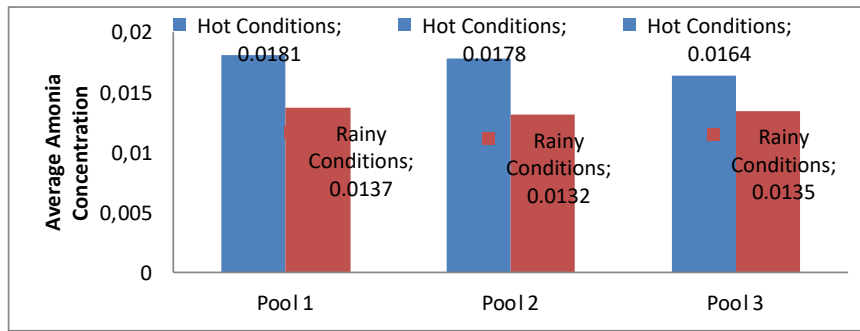 Average Amonia
Concentration
0,02
0,015
0,01
0,005
0
Hot Conditions;
0.0181
Hot Conditions;
0.0178
Hot Conditions;
0.0164
Rainy
Conditions;
0.0137
Rainy
Conditions;
0.0132
Rainy
Conditions;
0.0135
Pool 1
Pool 2
Pool 3